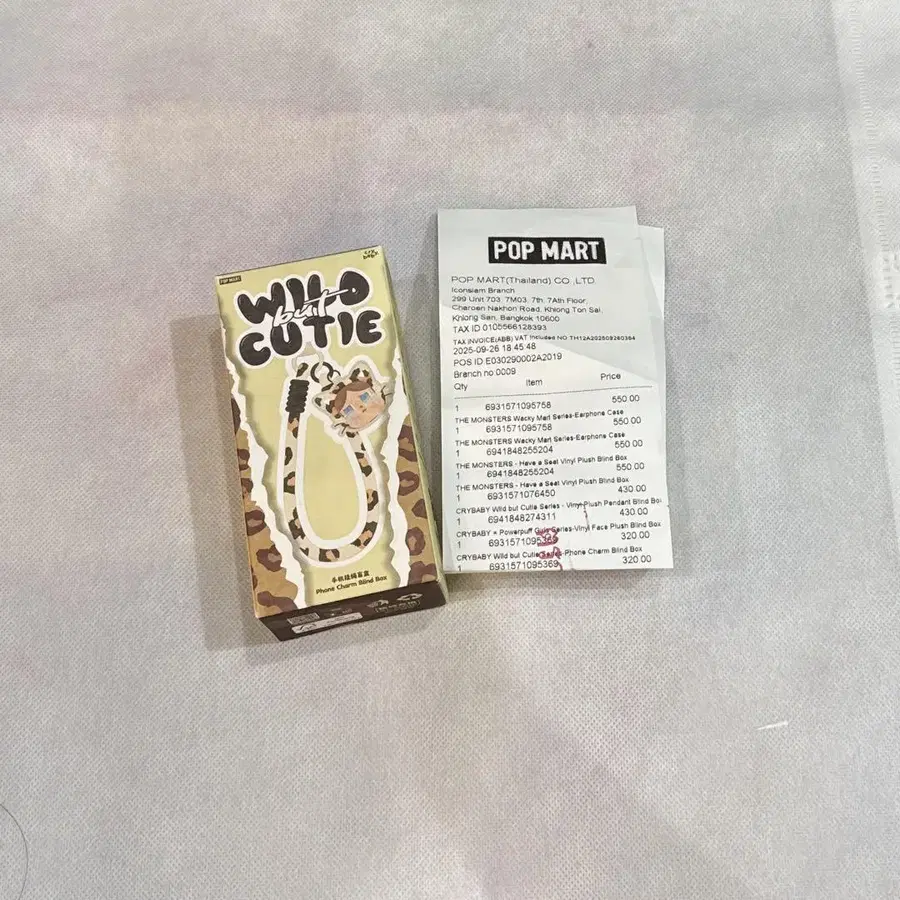 POP MART
cry baby
WILD
but
CUTIE
手机挂绳盲盒
Phone Charm Blind Box
POP MART
POP MART(Thailand) CO.,LTD
Iconsiam Branch
299 Unit 703. 7M03. 7th. 7Ath Floor,
Charoen Nakhon Road, Khlong Ton Sai,
Khlong San, Bangkok 10600
TAX ID 0105566128393
TAX INVOICE(ABB) VAT Included NO TH12A202509260364
2025-09-26 18:45:48
POS ID:E030290002A2019
Branch no 0009
Qty Item Price
1 6931571095758 550.00
THE MONSTERS Wacky Mart Series-Earphone Case
1 6931571095758 550.00
THE MONSTERS Wacky Mart Series-Earphone Case
1 6941848255204 550.00
THE MONSTERS - Have a Seat Vinyl Plush Blind Box
1 6941848255204 550.00
THE MONSTERS - Have a Seat Vinyl Plush Blind Box
1 6931571076450 430.00
CRYBABY Wild but Cutie Series - Vinyl Plush Pendant Blind Box
1 6941848274311 430.00
CRYBABY × Powerpuff Girls Series-Vinyl Face Plush Blind Box
1 6931571095369 320.00
CRYBABY Wild but Cutie Series-Phone Charm Blind Box
1 6931571095369 320.00